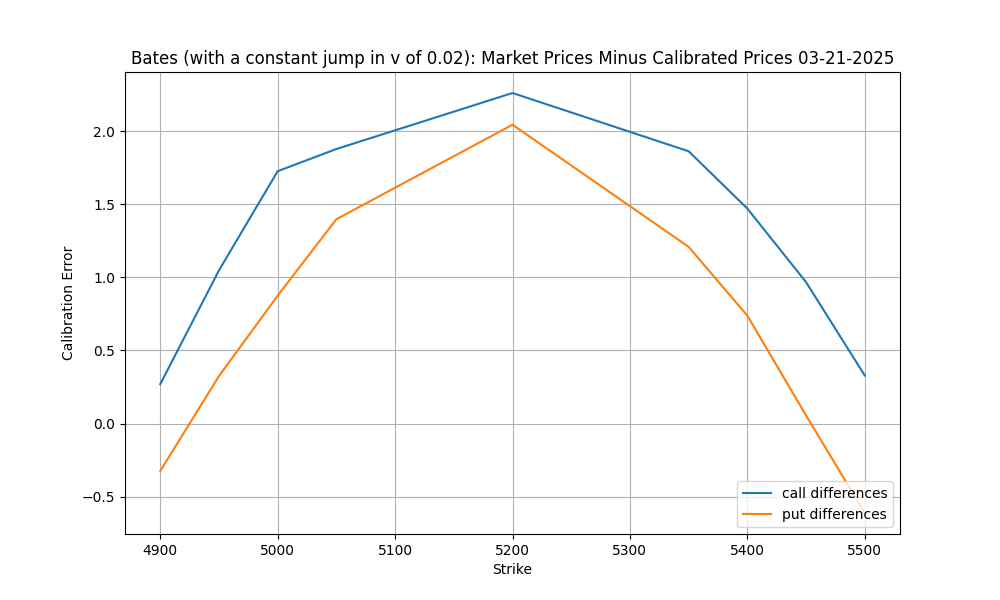 Bates (with a constant jump in v of 0.02): Market Prices Minus Calibrated Prices 03-21-2025
Calibration Error
2.0
1.5
1.0
0.5
0.0
−0.5
call differences
put differences
4900 5000 5100 5200 5300 5400 5500
Strike